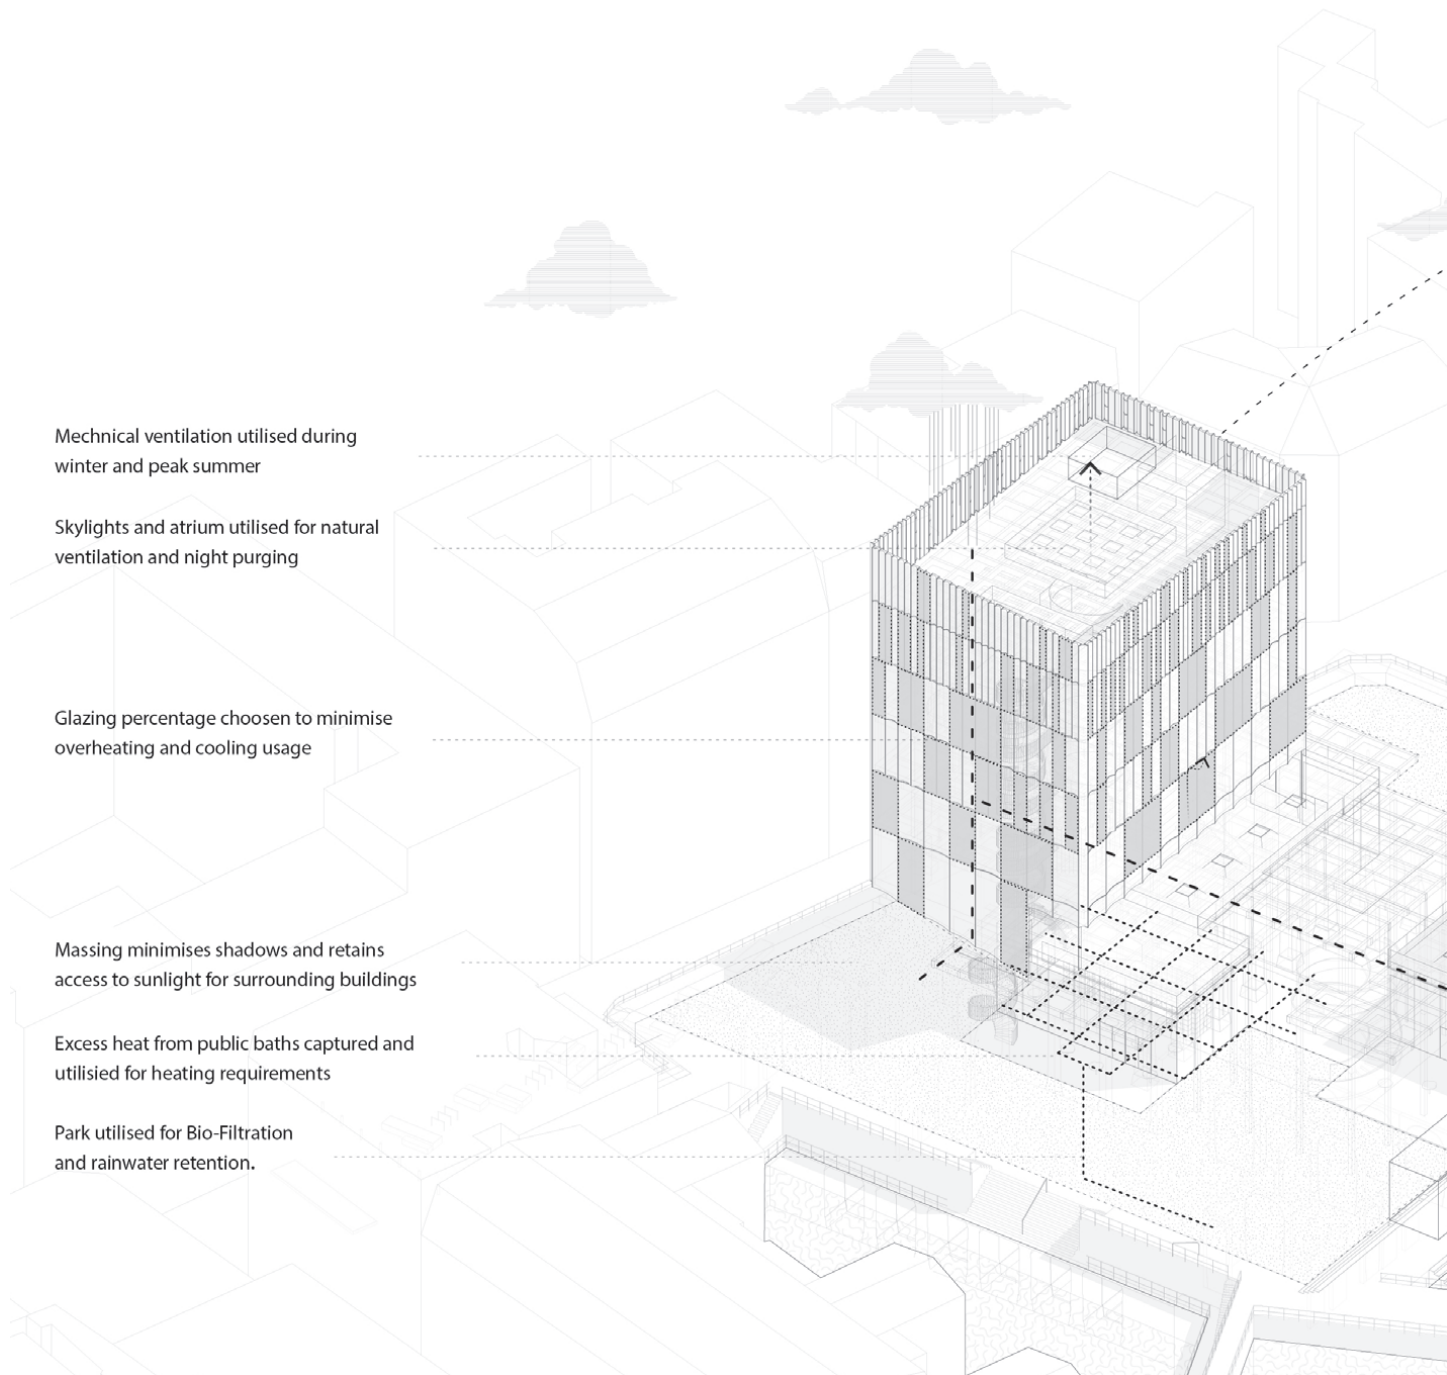 Mechnical ventilation utilised during
winter and peak summer
Skylights and atrium utilised for natural
ventilation and night purging
Glazing percentage choosen to minimise
overheating and cooling usage
Massing minimises shadows and retains
access to sunlight for surrounding buildings
Excess heat from public baths captured and
utilisied for heating requirements
Park utilised for Bio-Filtration
and rainwater retention.